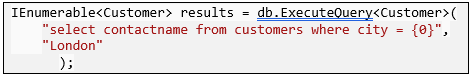 IEnumerable<Customer> results = db.ExecuteQuery<Customer>(
"select contactname from customers where city = {0}",
"London"
);